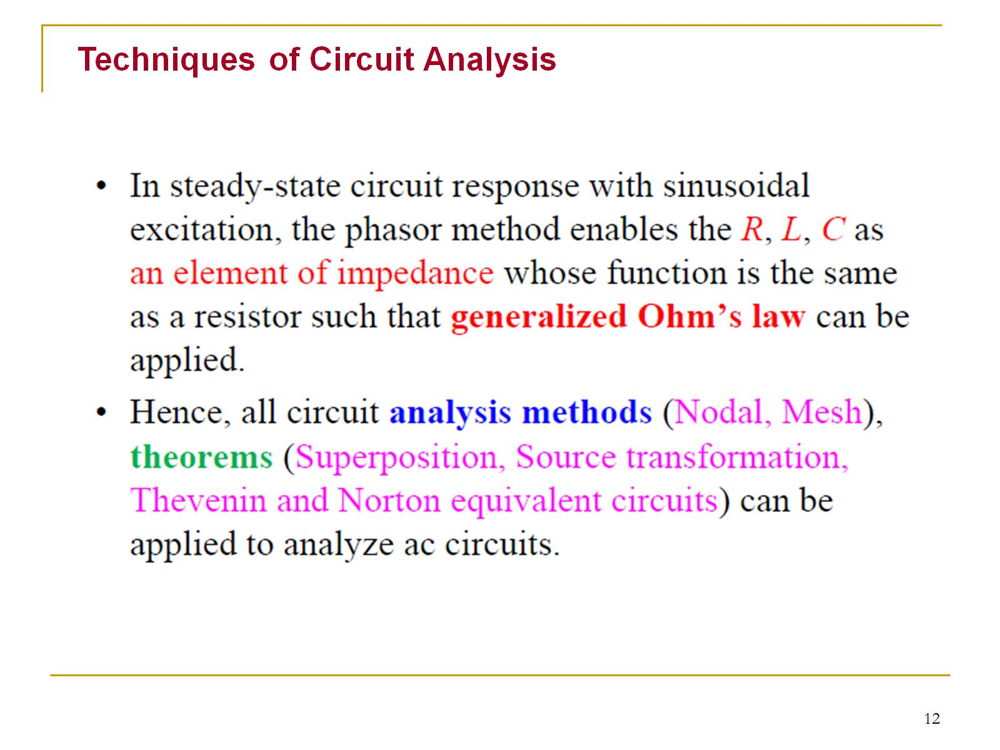 Techniques of Circuit Analysis
• In steady-state circuit response with sinusoidal
excitation, the phasor method enables the R, L, C as
an element of impedance whose function is the same
as a resistor such that generalized Ohm’s law can be
applied.
• Hence, all circuit analysis methods (Nodal, Mesh),
theorems (Superposition, Source transformation,
Thevenin and Norton equivalent circuits) can be
applied to analyze ac circuits.
12